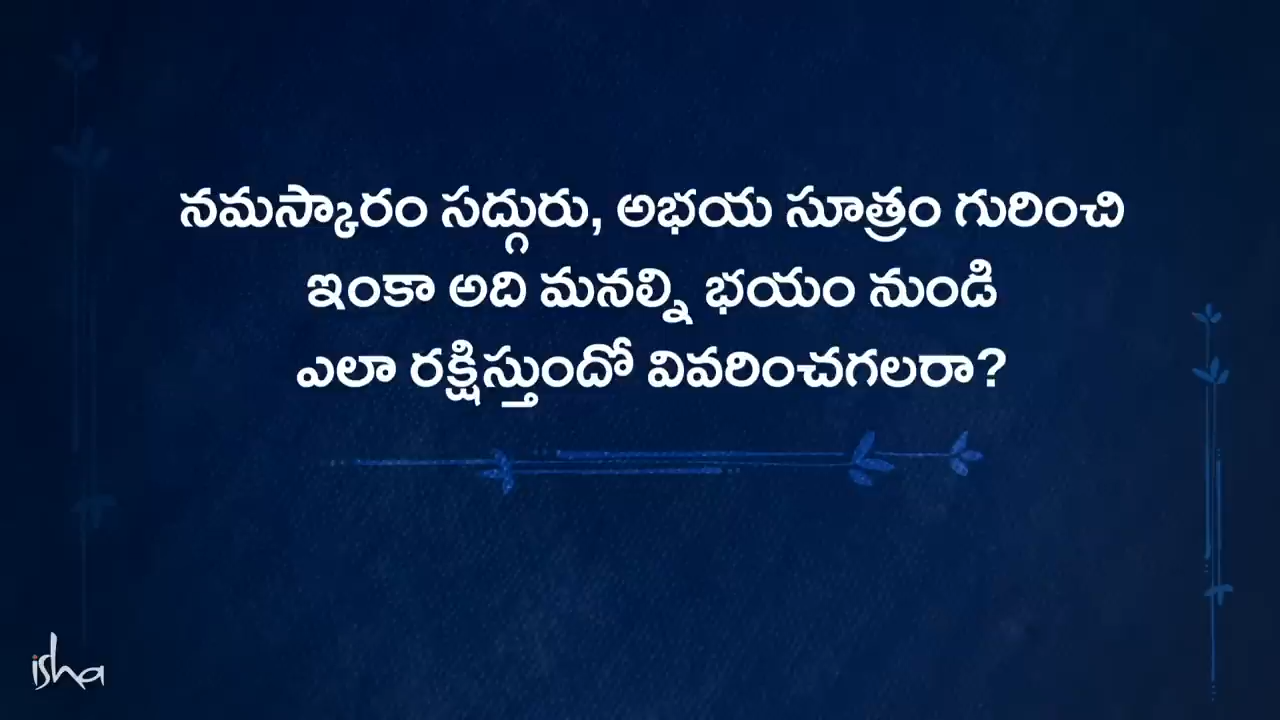 నమస్కారం సద్గురు, అభయ సూత్రం గురించి
ఇంకా అది మనల్ని భయం నుండి
ఎలా రక్షిస్తుందో వివరించగలరా?
isha